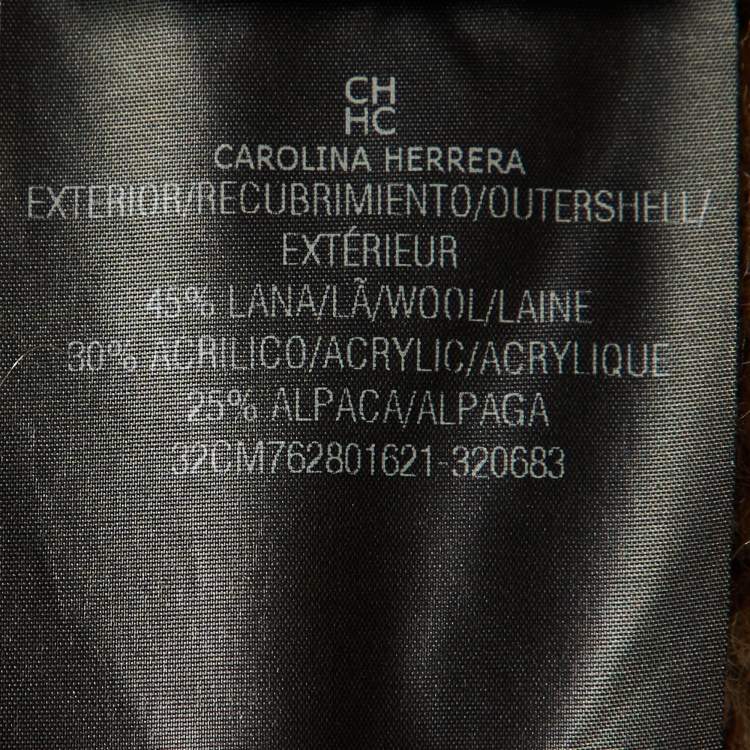 CH
HC
CAROLINA HERRERA
EXTERIOR/RECUBRIMIENTO/OUTERSHELL/
EXTÉRIEUR
45% LANA/LÃ/WOOL/LAINE
30% ACRILICO/ACRYLIC/ACRYLIQUE
25% ALPACA/ALPAGA
32CM762801621-320683